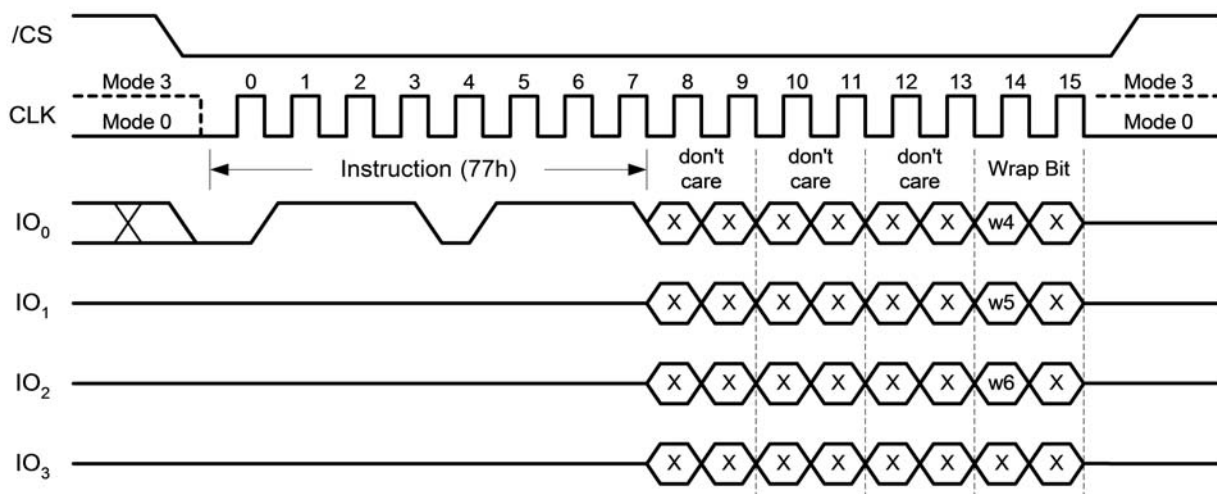 /CS
Mode 3 0 1 2 3 4 5 6 7 8 9 10 11 12 13 14 15 Mode 3
CLK
Mode 0 Mode 0
Instruction (77h) don't care don't care don't care Wrap Bit
IO0 X X X X X X X w4 X
IO1 X X X X X X w5 X
IO2 X X X X X X w6 X
IO3 X X X X X X X X